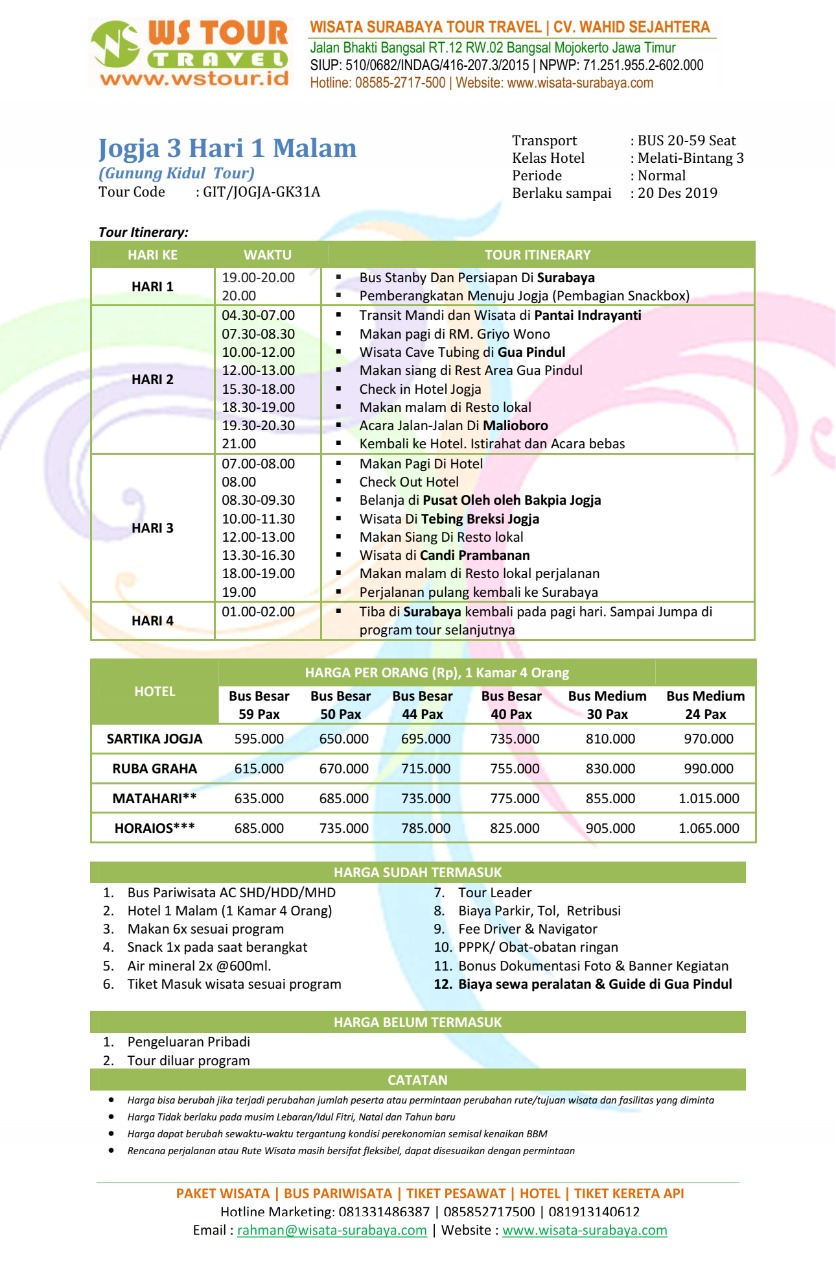 WS TOUR
TRAVEL
www.wstour.id
WISATA SURABAYA TOUR TRAVEL | CV. WAHID SEJAHTERA
Jalan Bhakti Bangsal RT.12 RW.02 Bangsal Mojokerto Jawa Timur
SIUP: 510/0682/INDAG/416-207.3/2015 | NPWP: 71.251.955.2-602.000
Hotline: 08585-2717-500 | Website: www.wisata-surabaya.com
Jogja 3 Hari 1 Malam
(Gunung Kidul Tour)
Tour Code : GIT/JOGJA-GK31A
Transport : BUS 20-59 Seat
Kelas Hotel : Melati-Bintang 3
Periode : Normal
Berlaku sampai : 20 Des 2019
Tour Itinerary:
HARI KE WAKTU TOUR ITINERARY
HARI 1
19.00-20.00 ▪ Bus Stanby Dan Persiapan Di Surabaya
20.00 ▪ Pemberangkatan Menuju Jogja (Pembagian Snackbox)
HARI 2
04.30-07.00 ▪ Transit Mandi dan Wisata di Pantai Indrayanti
07.30-08.30 ▪ Makan pagi di RM. Griyo Wono
10.00-12.00 ▪ Wisata Cave Tubing di Gua Pindul
12.00-13.00 ▪ Makan siang di Rest Area Gua Pindul
15.30-18.00 ▪ Check in Hotel Jogja
18.30-19.00 ▪ Makan malam di Resto lokal
19.30-20.30 ▪ Acara Jalan-Jalan Di Malioboro
21.00 ▪ Kembali ke Hotel. Istirahat dan Acara bebas
HARI 3
07.00-08.00 ▪ Makan Pagi Di Hotel
08.00 ▪ Check Out Hotel
08.30-09.30 ▪ Belanja di Pusat Oleh oleh Bakpia Jogja
10.00-11.30 ▪ Wisata Di Tebing Breksi Jogja
12.00-13.00 ▪ Makan Siang Di Resto lokal
13.30-16.30 ▪ Wisata di Candi Prambanan
18.00-19.00 ▪ Makan malam di Resto lokal perjalanan
19.00 ▪ Perjalanan pulang kembali ke Surabaya
HARI 4
01.00-02.00 ▪ Tiba di Surabaya kembali pada pagi hari. Sampai Jumpa di
program tour selanjutnya
HOTEL
HARGA PER ORANG (Rp), 1 Kamar 4 Orang
Bus Besar Bus Besar Bus Besar Bus Besar Bus Medium Bus Medium
59 Pax 50 Pax 44 Pax 40 Pax 30 Pax 24 Pax
SARTIKA JOGJA 595.000 650.000 695.000 735.000 810.000 970.000
RUBA GRAHA 615.000 670.000 715.000 755.000 830.000 990.000
MATAHARI** 635.000 685.000 735.000 775.000 855.000 1.015.000
HORAIOS*** 685.000 735.000 785.000 825.000 905.000 1.065.000
HARGA SUDAH TERMASUK
1. Bus Pariwisata AC SHD/HDD/MHD
2. Hotel 1 Malam (1 Kamar 4 Orang)
3. Makan 6x sesuai program
4. Snack 1x pada saat berangkat
5. Air mineral 2x @600ml.
6. Tiket Masuk wisata sesuai program
7. Tour Leader
8. Biaya Parkir, Tol, Retribusi
9. Fee Driver & Navigator
10. PPPK/ Obat-obatan ringan
11. Bonus Dokumentasi Foto & Banner Kegiatan
12. Biaya sewa peralatan & Guide di Gua Pindul
HARGA BELUM TERMASUK
1. Pengeluaran Pribadi
2. Tour diluar program
CATATAN
• Harga bisa berubah jika terjadi perubahan jumlah peserta atau permintaan perubahan rute/tujuan wisata dan fasilitas yang diminta
• Harga Tidak berlaku pada musim Lebaran/Idul Fitri, Natal dan Tahun baru
• Harga dapat berubah sewaktu-waktu tergantung kondisi perekonomian semisal kenaikan BBM
• Rencana perjalanan atau Rute Wisata masih bersifat fleksibel, dapat disesuaikan dengan permintaan
PAKET WISATA | BUS PARIWISATA | TIKET PESAWAT | HOTEL | TIKET KERETA API
Hotline Marketing: 081331486387 | 085852717500 | 081913140612
Email : rahman@wisata-surabaya.com | Website : www.wisata-surabaya.com